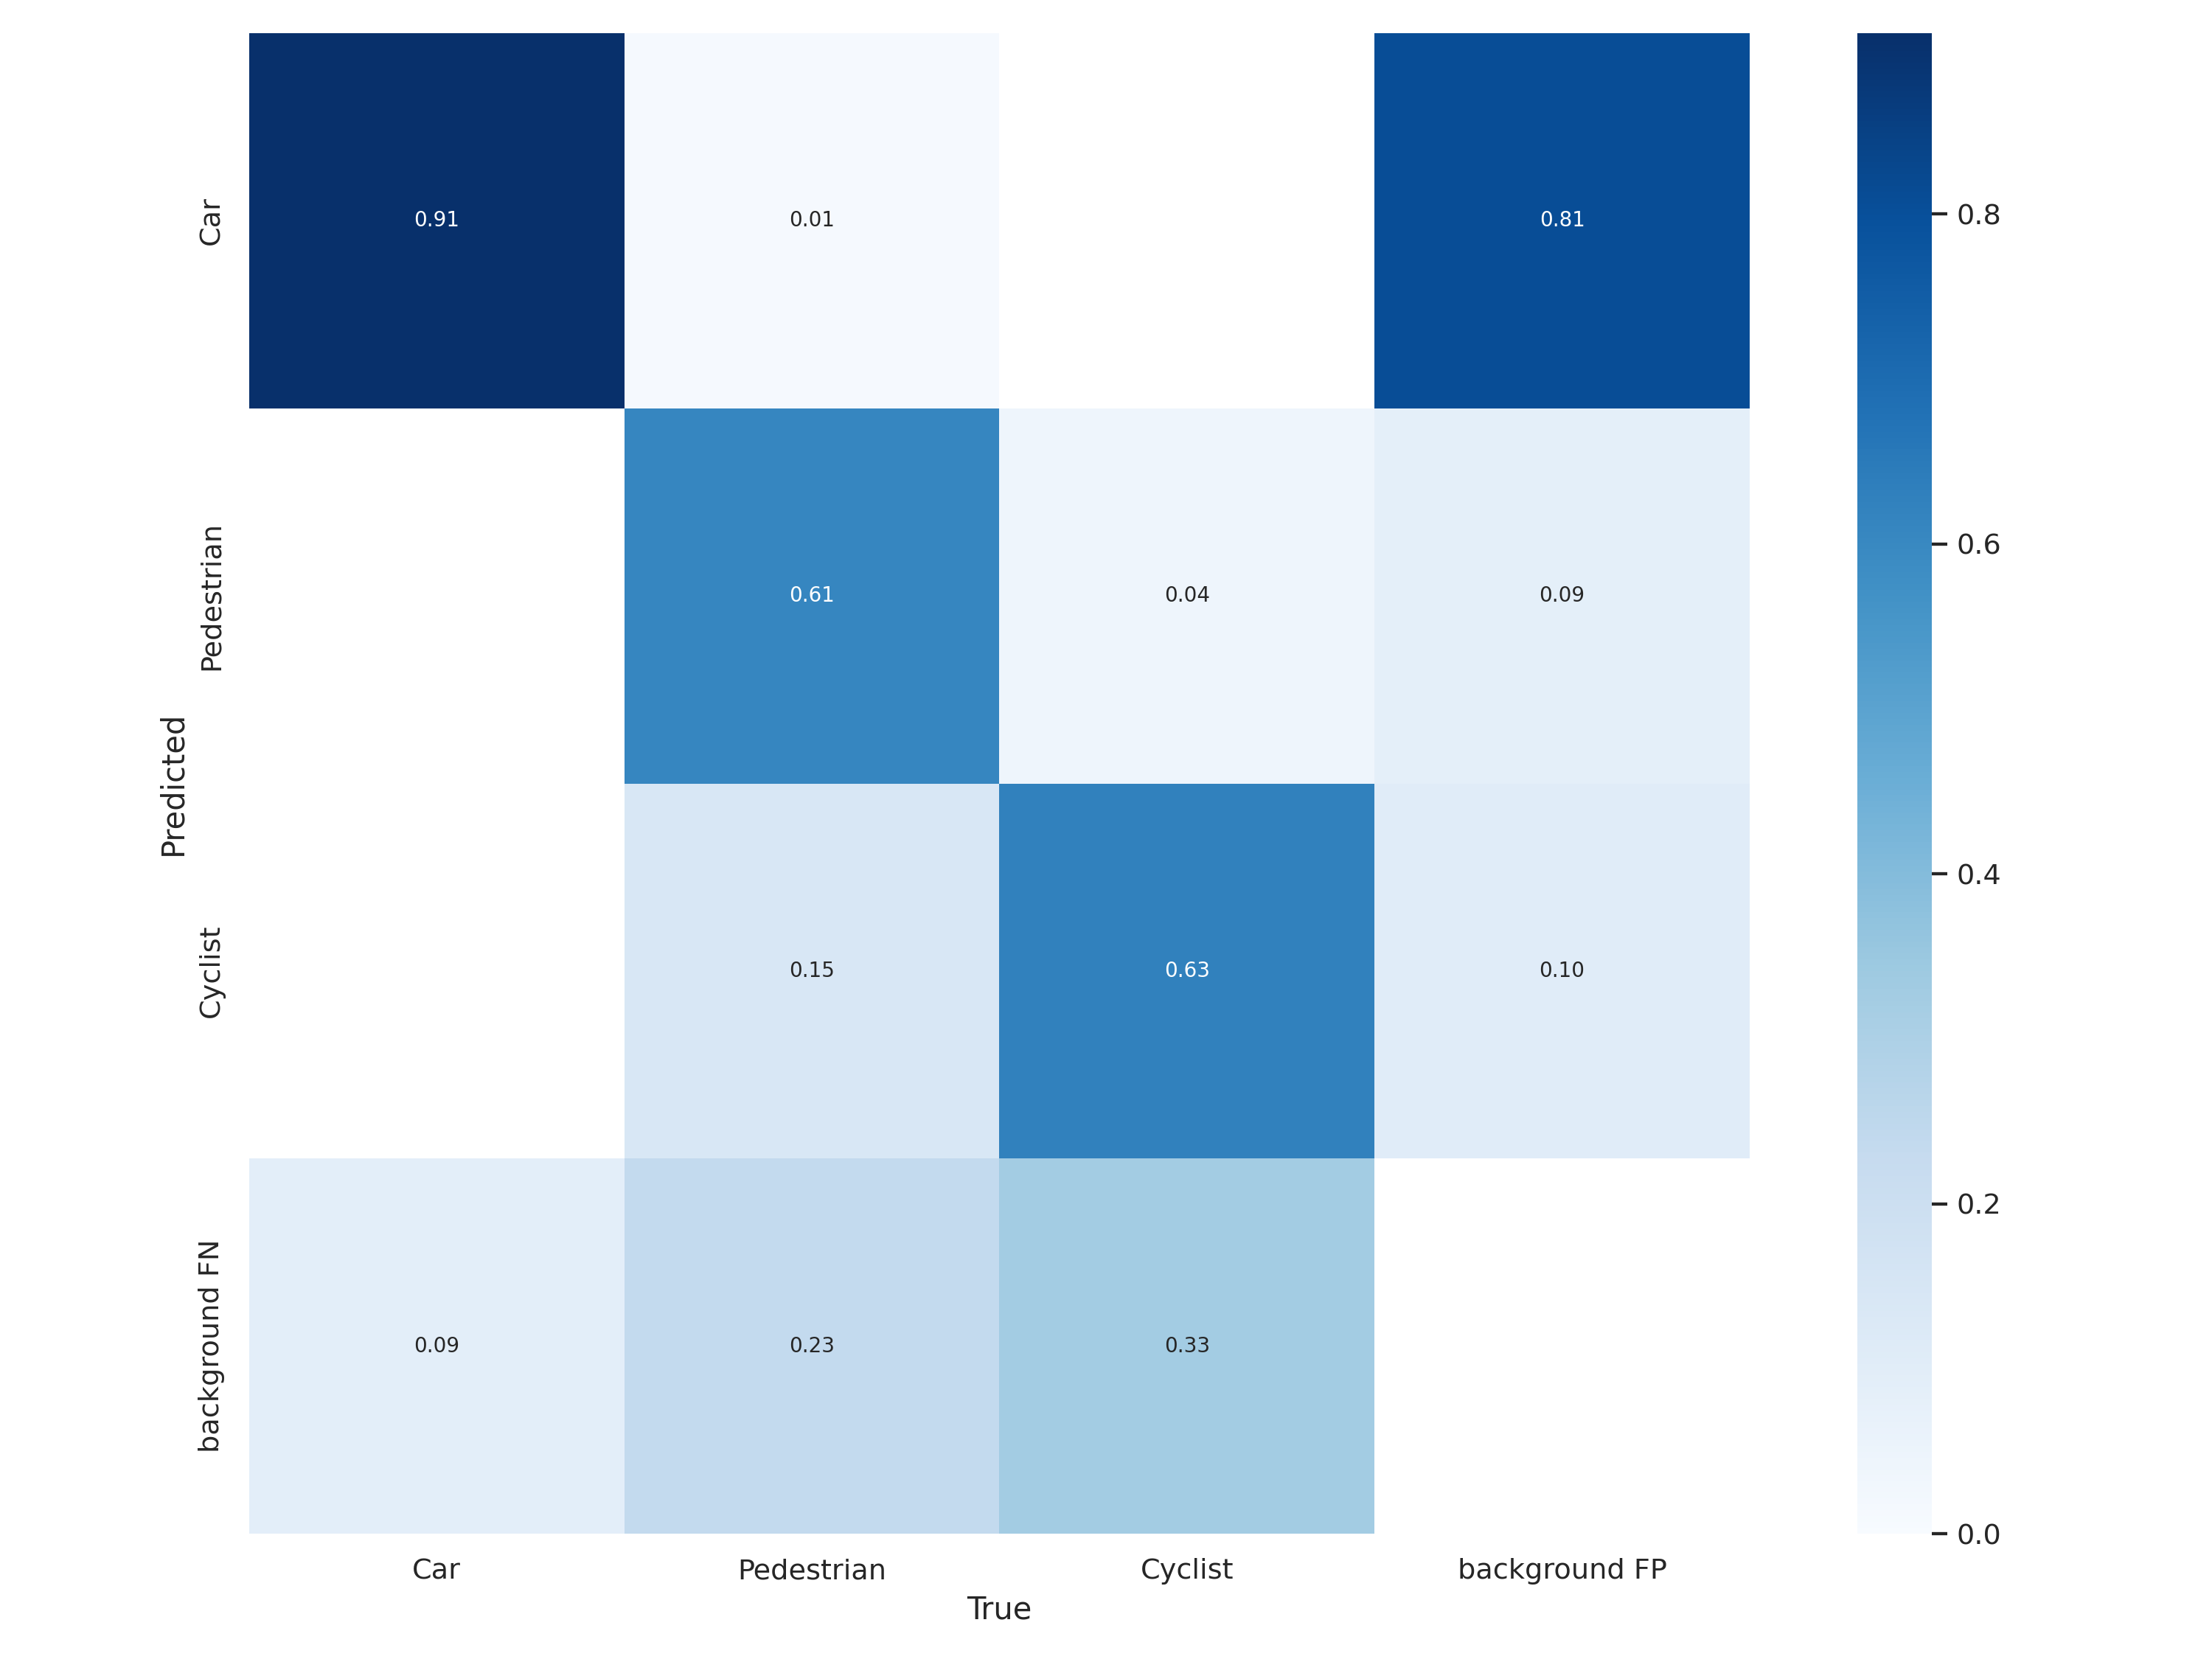 Car
0.91
0.01
0.81
0.8
Pedestrian
0.61
0.04
0.09
0.6
Predicted
Cyclist
0.15
0.63
0.10
0.4
background FN
0.09
0.23
0.33
0.2
0.0
Car
Pedestrian
Cyclist
background FP
True